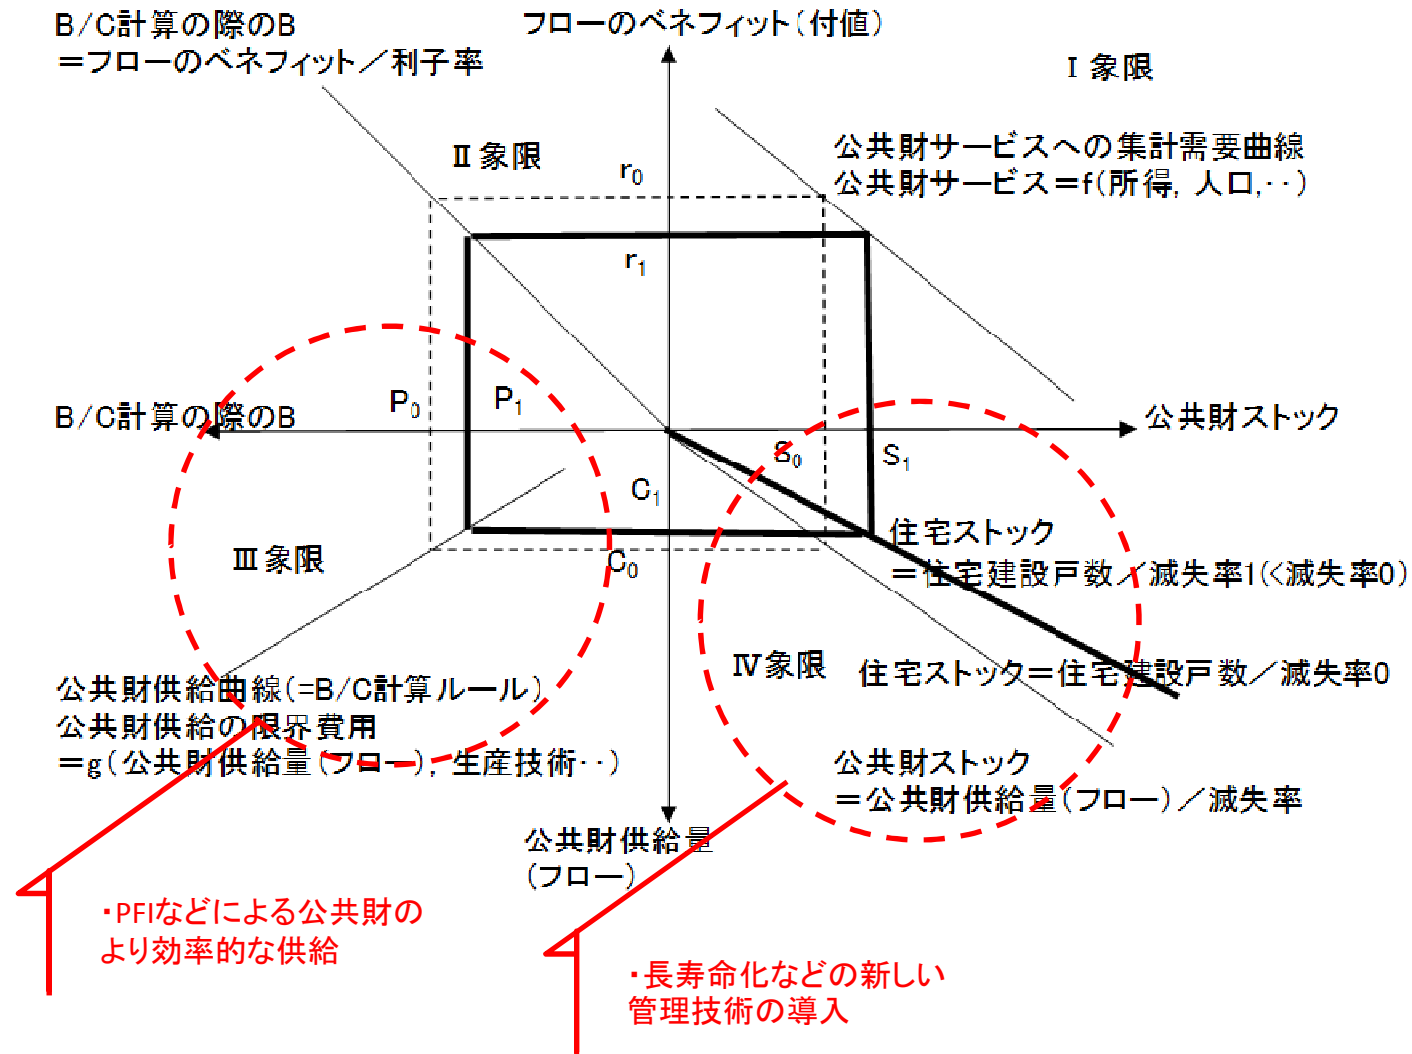 B/C計算の際のB
＝フローのベネフィット／利子率
フローのベネフィット（付値）
Ⅰ象限
Ⅱ象限
公共財サービスへの集計需要曲線
公共財サービス＝f（所得，人口，・・）
r0
r1
B/C計算の際のB
P0
P1
公共財ストック
S0
S1
C1
C0
Ⅲ象限
住宅ストック
＝住宅建設戸数／滅失率1（<滅失率0）
Ⅳ象限
住宅ストック＝住宅建設戸数／滅失率0
公共財供給曲線（=B/C計算ルール）
公共財供給の限界費用
＝g（公共財供給量（フロー），生産技術・・）
公共財ストック
＝公共財供給量（フロー）／滅失率
公共財供給量
（フロー）
・PFIなどによる公共財の
より効率的な供給
・長寿命化などの新しい
管理技術の導入